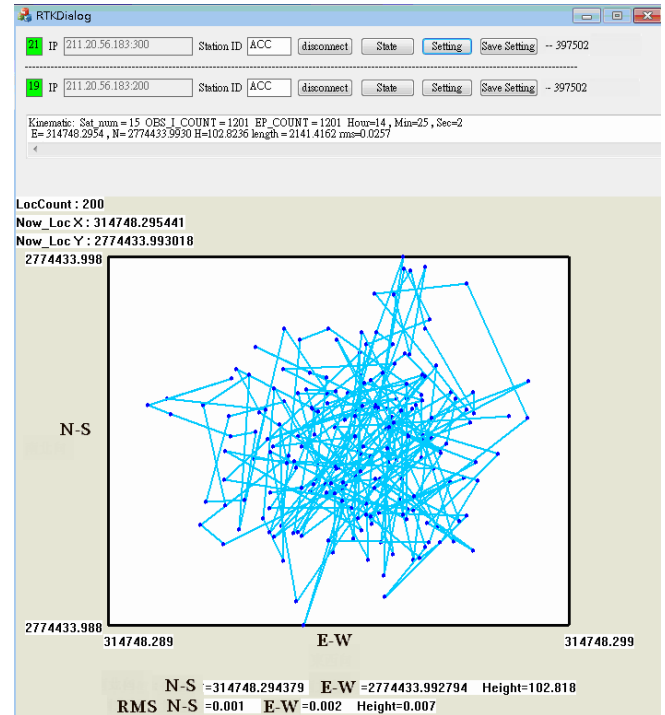 RTKDialog
21 IP 211.20.56.183:300 Station ID ACC disconnect State Setting Save Setting -- 397502
19 IP 211.20.56.183:200 Station ID ACC disconnect State Setting Save Setting -- 397502
Kinematic: Sat_num = 15 OBS_I_COUNT = 1201 EP_COUNT = 1201 Hour=14 , Min=25 , Sec=2
E= 314748.2954 , N= 2774433.9930 H=102.8236 length = 2141.4162 rms=0.0257
LocCount : 200
Now_Loc X : 314748.295441
Now_Loc Y : 2774433.993018
2774433.998
N-S
2774433.988
314748.289 E-W 314748.299
N-S =314748.294379 E-W =2774433.992794 Height=102.818
RMS N-S =0.001 E-W =0.002 Height=0.007